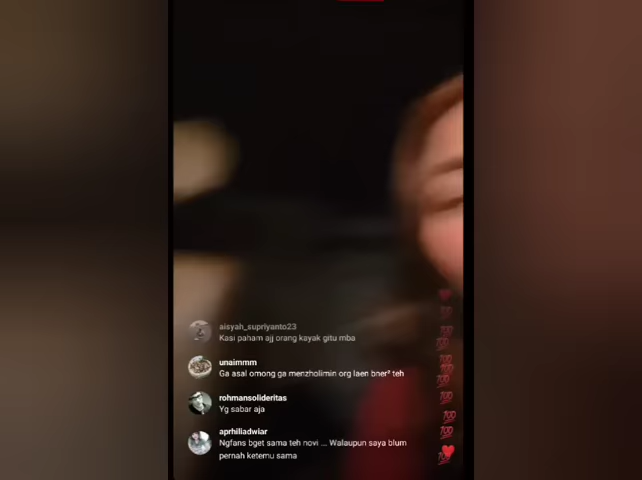 aisyah_supriyanto23
Kasi paham ajj orang kayak gitu mba
unaimmm
Ga asal omong ga menzholimin org laen bner² teh
rohmansolideritas
Yg sabar aja
aprhiliadwiar
Ngfans bget sama teh novi ... Walaupun saya blum
pernah ketemu sama